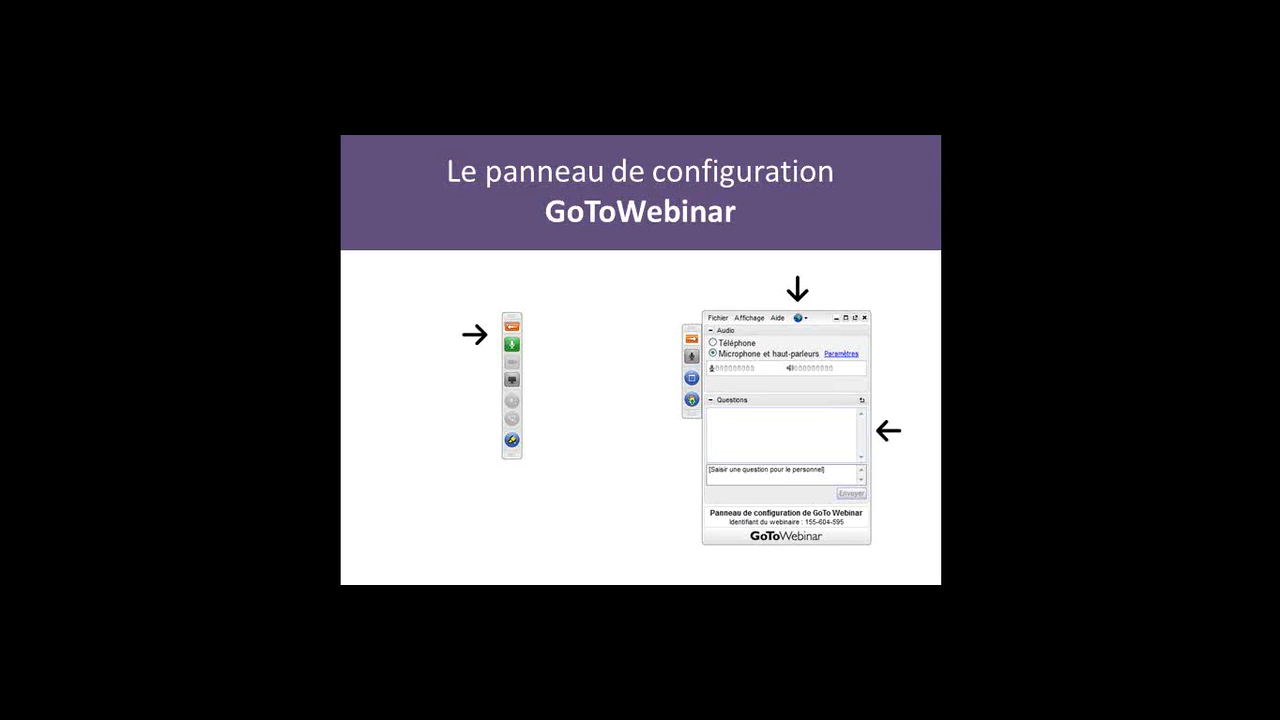 Le panneau de configuration
GoToWebinar
Fichier Affichage Aide
Audio
Téléphone
Microphone et haut-parleurs Paramètres
Questions
[Saisir une question pour le personnel]
Envoyer
Panneau de configuration de GoTo Webinar
Identifiant du webinaire : 155-604-595
GoToWebinar